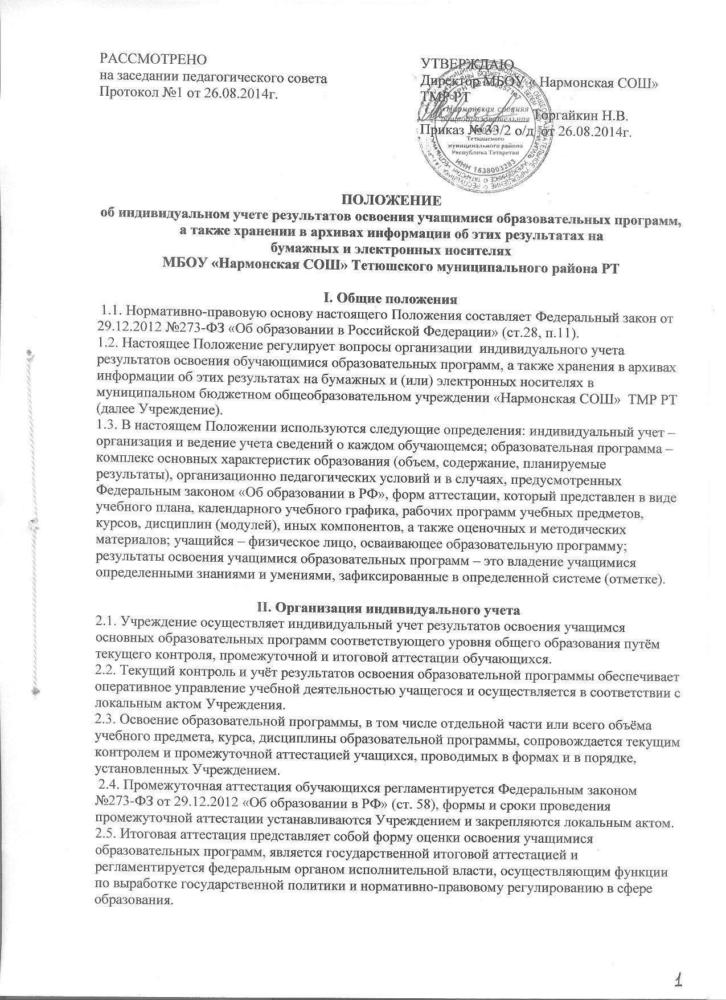 РАССМОТРЕНО
на заседании педагогического совета
Протокол №1 от 26.08.2014г.
УТВЕРЖДАЮ
Директор МБОУ « Нармонская СОШ»
ТМР РТ
Торгайкин Н.В.
Приказ № 33/2 о/д от 26.08.2014г.
Нармонская средняя
общеобразовательная
Тетюшского
муниципального района
Республика Татарстан
ИНН 1638003283
ПОЛОЖЕНИЕ
об индивидуальном учете результатов освоения учащимися образовательных программ,
а также хранении в архивах информации об этих результатах на
бумажных и электронных носителях
МБОУ «Нармонская СОШ» Тетюшского муниципального района РТ
I. Общие положения
1.1. Нормативно-правовую основу настоящего Положения составляет Федеральный закон от
29.12.2012 №273-ФЗ «Об образовании в Российской Федерации» (ст.28, п.11).
1.2. Настоящее Положение регулирует вопросы организации индивидуального учета
результатов освоения обучающимися образовательных программ, а также хранения в архивах
информации об этих результатах на бумажных и (или) электронных носителях в
муниципальном бюджетном общеобразовательном учреждении «Нармонская СОШ» ТМР РТ
(далее Учреждение).
1.3. В настоящем Положении используются следующие определения: индивидуальный учет –
организация и ведение учета сведений о каждом обучающемся; образовательная программа –
комплекс основных характеристик образования (объем, содержание, планируемые
результаты), организационно педагогических условий и в случаях, предусмотренных
Федеральным законом «Об образовании в РФ», форм аттестации, который представлен в виде
учебного плана, календарного учебного графика, рабочих программ учебных предметов,
курсов, дисциплин (модулей), иных компонентов, а также оценочных и методических
материалов; учащийся – физическое лицо, осваивающее образовательную программу;
результаты освоения учащимися образовательных программ – это владение учащимися
определенными знаниями и умениями, зафиксированные в определенной системе (отметке).
II. Организация индивидуального учета
2.1. Учреждение осуществляет индивидуальный учет результатов освоения учащимся
основных образовательных программ соответствующего уровня общего образования путём
текущего контроля, промежуточной и итоговой аттестации обучающихся.
2.2. Текущий контроль и учёт результатов освоения образовательной программы обеспечивает
оперативное управление учебной деятельностью учащегося и осуществляется в соответствии с
локальным актом Учреждения.
2.3. Освоение образовательной программы, в том числе отдельной части или всего объёма
учебного предмета, курса, дисциплины образовательной программы, сопровождается текущим
контролем и промежуточной аттестацией учащихся, проводимых в формах и в порядке,
установленных Учреждением.
2.4. Промежуточная аттестация обучающихся регламентируется Федеральным законом
№273-ФЗ от 29.12.2012 «Об образовании в РФ» (ст. 58), формы и сроки проведения
промежуточной аттестации устанавливаются Учреждением и закрепляются локальным актом.
2.5. Итоговая аттестация представляет собой форму оценки освоения учащимися
образовательных программ, является государственной итоговой аттестацией и
регламентируется федеральным органом исполнительной власти, осуществляющим функции
по выработке государственной политики и нормативно-правовому регулированию в сфере
образования.
1